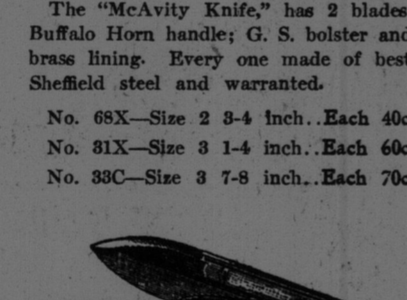 The "McAvity Knife," has 2 blades
Buffalo Horn handle; G. S. bolster and
brass lining. Every one made of best
Sheffield steel and warranted.
No. 68X—Size 2 3-4 inch..Each 40c
No. 31X—Size 3 1-4 inch..Each 60c
No. 33C—Size 3 7-8 inch..Each 70c